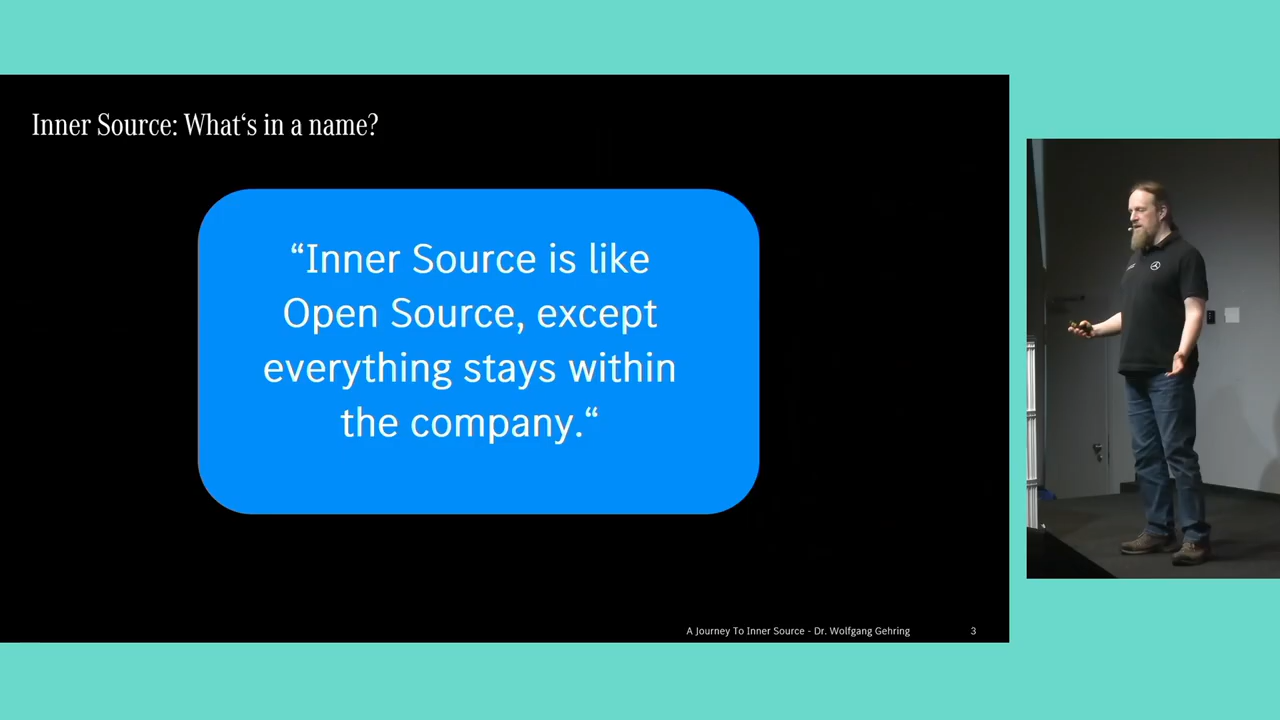 Inner Source: What‘s in a name?
“Inner Source is like
Open Source, except
everything stays within
the company.“
A Journey To Inner Source - Dr. Wolfgang Gehring
3